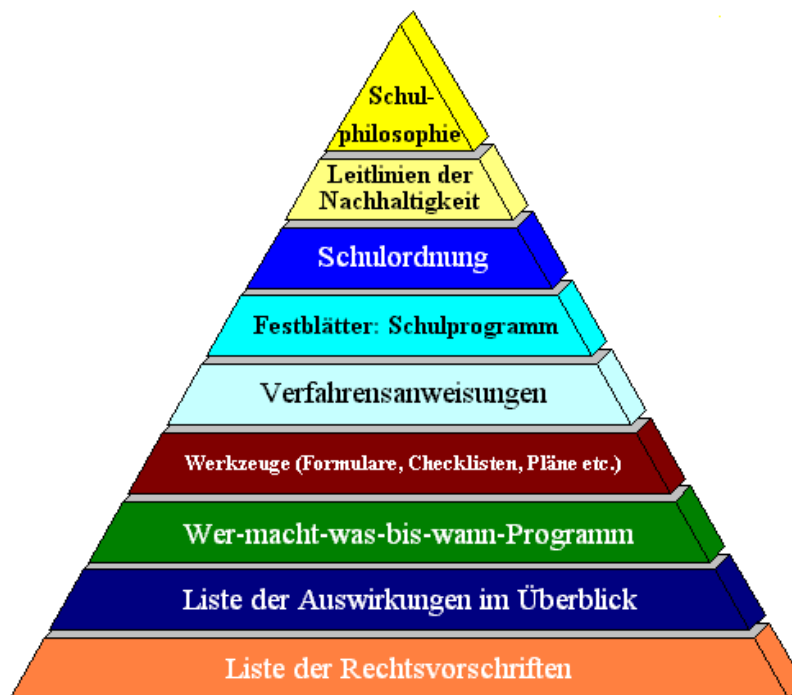 Schul-
philosophie
Leitlinien der
Nachhaltigkeit
Schulordnung
Festblätter: Schulprogramm
Verfahrensanweisungen
Werkzeuge (Formulare, Checklisten, Pläne etc.)
Wer-macht-was-bis-wann-Programm
Liste der Auswirkungen im Überblick
Liste der Rechtsvorschriften